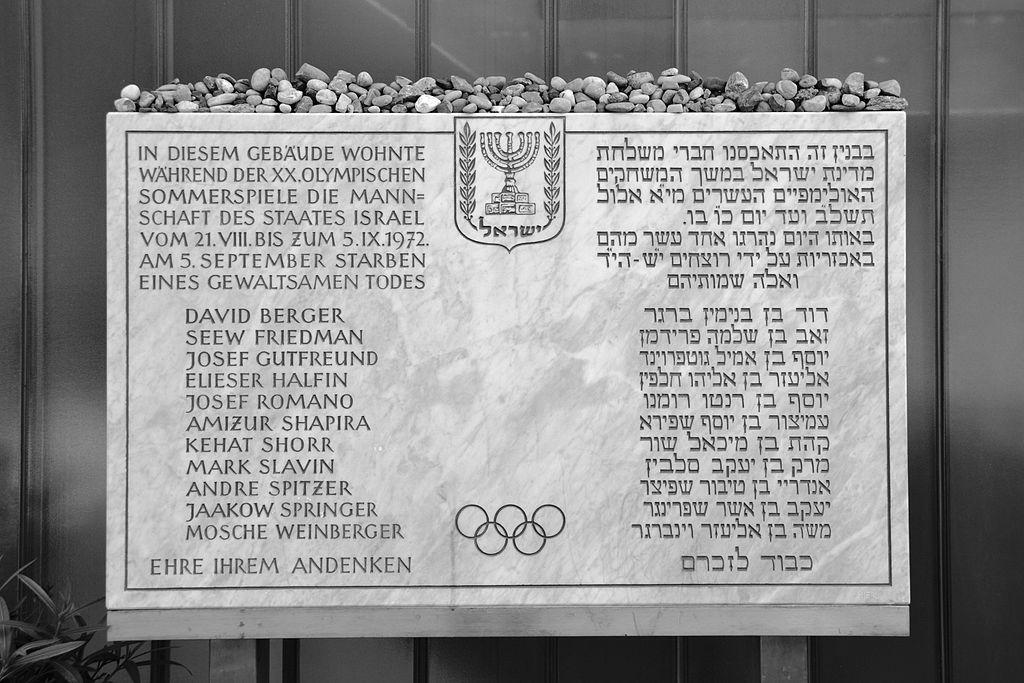 IN DIESEM GEBÄUDE WOHNTE
WÄHREND DER XX. OLYMPISCHEN
SOMMERSPIELE DIE MANN=
SCHAFT DES STAATES ISRAEL
VOM 21. VIII. BIS ZUM 5. IX. 1972.
AM 5. SEPTEMBER STARBEN
EINES GEWALTSAMEN TODES
DAVID BERGER
SEEW FRIEDMAN
JOSEF GUTFREUND
ELIESER HALFIN
JOSEF ROMANO
AMIZUR SHAPIRA
KEHAT SHORR
MARK SLAVIN
ANDRE SPITZER
JAAKOW SPRINGER
MOSCHE WEINBERGER
EHRE IHREM ANDENKEN
ישראל
בבנין זה התאכסנו חברי משלחת
מדינת ישראל במשך המשחקים
האולימפיים העשרים מי״א אלול
תשל״ב ועד יום כ״ו בו.
באותו היום נהרגו אחד עשר מהם
באכזריות על ידי רוצחים יש-הי״ד
ואלה שמותיהם
דוד בן בנימין ברגר
זאב בן שלמה פרידמן
יוסף בן אמיל גוטפרוינד
אליעזר בן אליהו חלפין
יוסף בן רנטו רומנו
עמיצור בן יוסף שפירא
קהת בן מיכאל שור
מרק בן יעקב סלבין
אנדריי בן טיבור שפיצר
יעקב בן אשר שפרינגר
משה בן אליעזר וינברגר
כבוד לזכרם